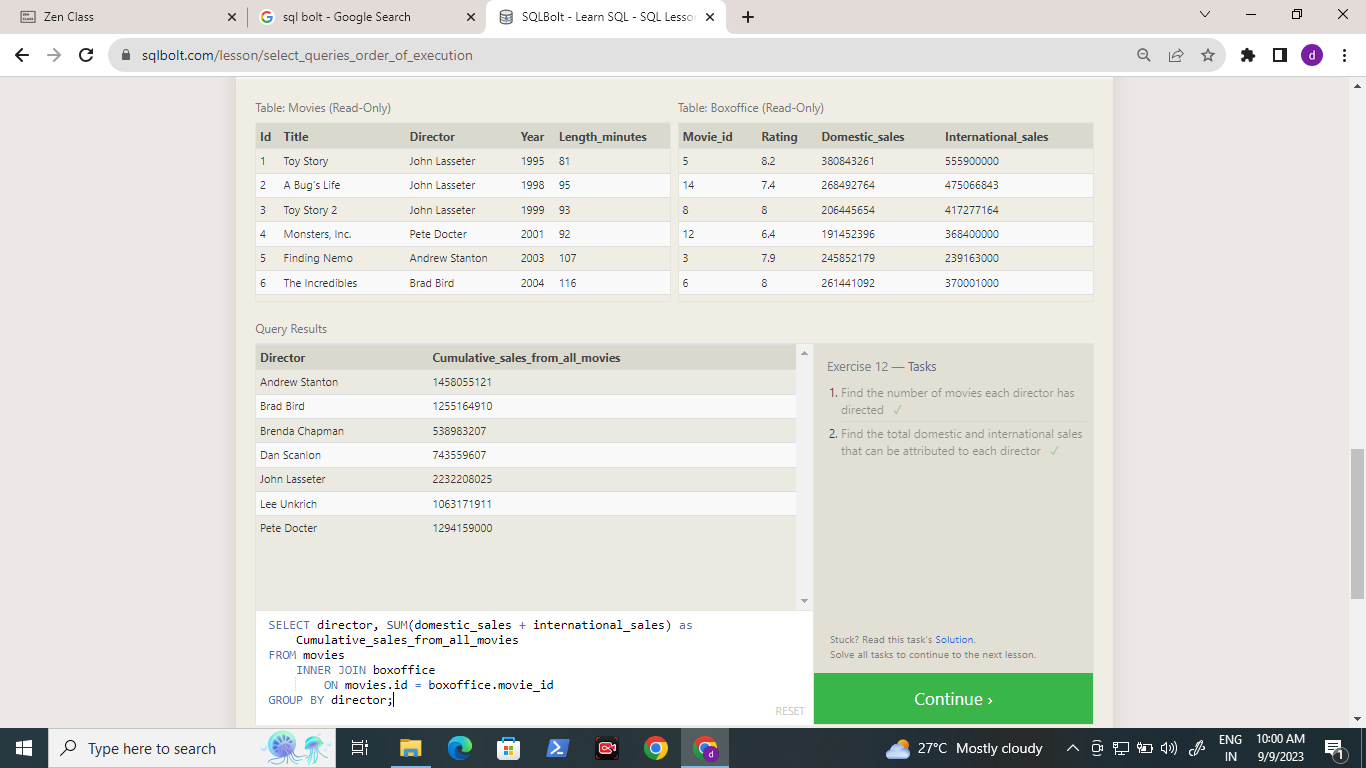 Zen Class
sql bolt - Google Search
SQLBolt - Learn SQL - SQL Lesso
sqlbolt.com/lesson/select_queries_order_of_execution
d
Table: Movies (Read-Only)
Table: Boxoffice (Read-Only)
Id Title Director Year Length_minutes
Movie_id Rating Domestic_sales International_sales
1 Toy Story John Lasseter 1995 81
5 8.2 380843261 555900000
2 A Bug's Life John Lasseter 1998 95
14 7.4 268492764 475066843
3 Toy Story 2 John Lasseter 1999 93
8 8 206445654 417277164
4 Monsters, Inc. Pete Docter 2001 92
12 6.4 191452396 368400000
5 Finding Nemo Andrew Stanton 2003 107
3 7.9 245852179 239163000
6 The Incredibles Brad Bird 2004 116
6 8 261441092 370001000
Query Results
Director Cumulative_sales_from_all_movies
Andrew Stanton 1458055121
Brad Bird 1255164910
Brenda Chapman 538983207
Dan Scanlon 743559607
John Lasseter 2232208025
Lee Unkrich 1063171911
Pete Docter 1294159000
Exercise 12 — Tasks
1. Find the number of movies each director has
directed ✓
2. Find the total domestic and international sales
that can be attributed to each director ✓
SELECT director, SUM(domestic_sales + international_sales) as
Cumulative_sales_from_all_movies
FROM movies
INNER JOIN boxoffice
ON movies.id = boxoffice.movie_id
GROUP BY director;
RESET
Stuck? Read this task's Solution.
Solve all tasks to continue to the next lesson.
Continue ›
Type here to search
d
27°C Mostly cloudy
ENG
IN
10:00 AM
9/9/2023
1